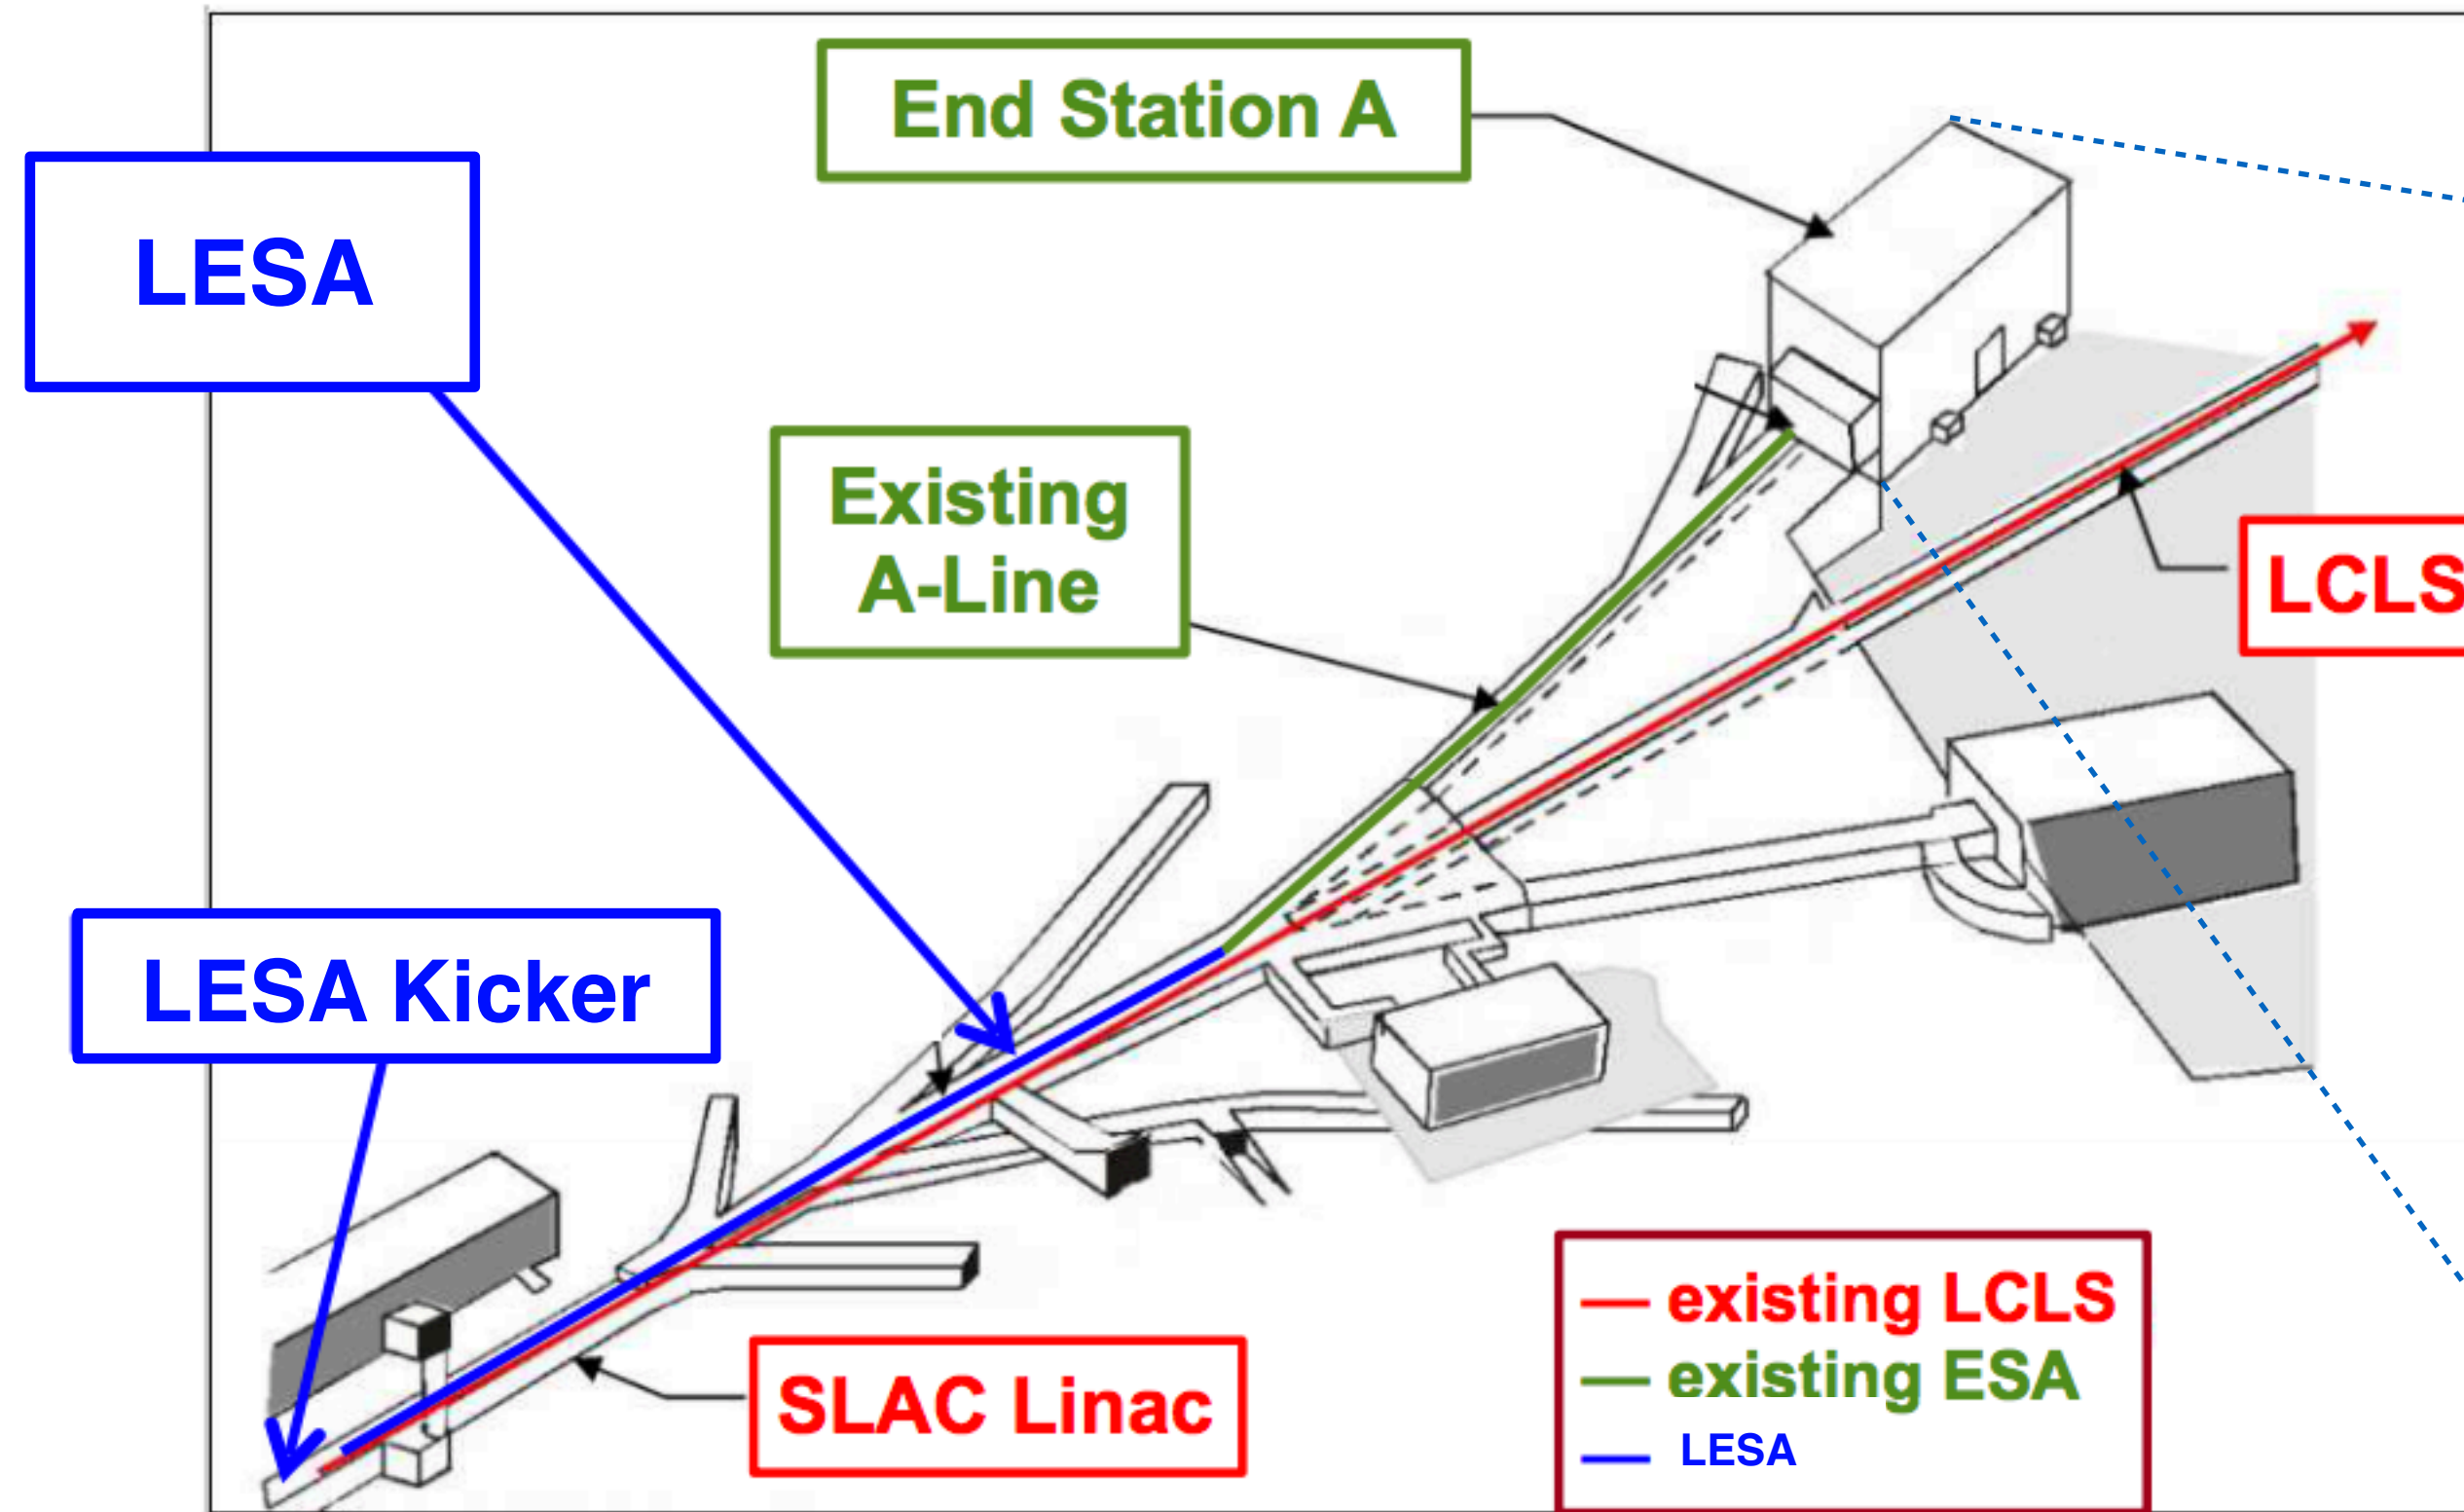 End Station A
LESA
Existing
A-Line
LCLS
LESA Kicker
SLAC Linac
existing LCLS
existing ESA
LESA